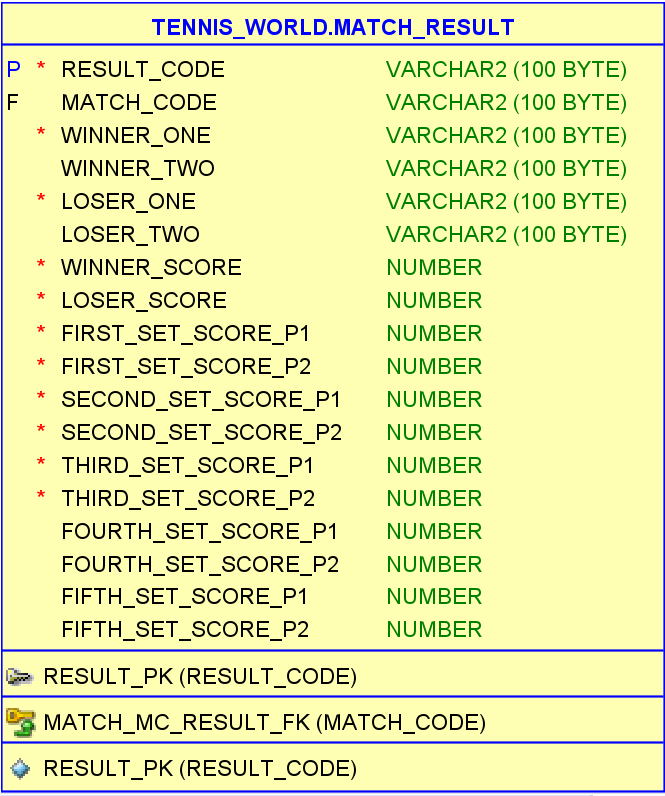 TENNIS_WORLD.MATCH_RESULT
P * RESULT_CODE VARCHAR2 (100 BYTE)
F MATCH_CODE VARCHAR2 (100 BYTE)
* WINNER_ONE VARCHAR2 (100 BYTE)
WINNER_TWO VARCHAR2 (100 BYTE)
* LOSER_ONE VARCHAR2 (100 BYTE)
LOSER_TWO VARCHAR2 (100 BYTE)
* WINNER_SCORE NUMBER
* LOSER_SCORE NUMBER
* FIRST_SET_SCORE_P1 NUMBER
* FIRST_SET_SCORE_P2 NUMBER
* SECOND_SET_SCORE_P1 NUMBER
* SECOND_SET_SCORE_P2 NUMBER
* THIRD_SET_SCORE_P1 NUMBER
* THIRD_SET_SCORE_P2 NUMBER
FOURTH_SET_SCORE_P1 NUMBER
FOURTH_SET_SCORE_P2 NUMBER
FIFTH_SET_SCORE_P1 NUMBER
FIFTH_SET_SCORE_P2 NUMBER
RESULT_PK (RESULT_CODE)
MATCH_MC_RESULT_FK (MATCH_CODE)
RESULT_PK (RESULT_CODE)